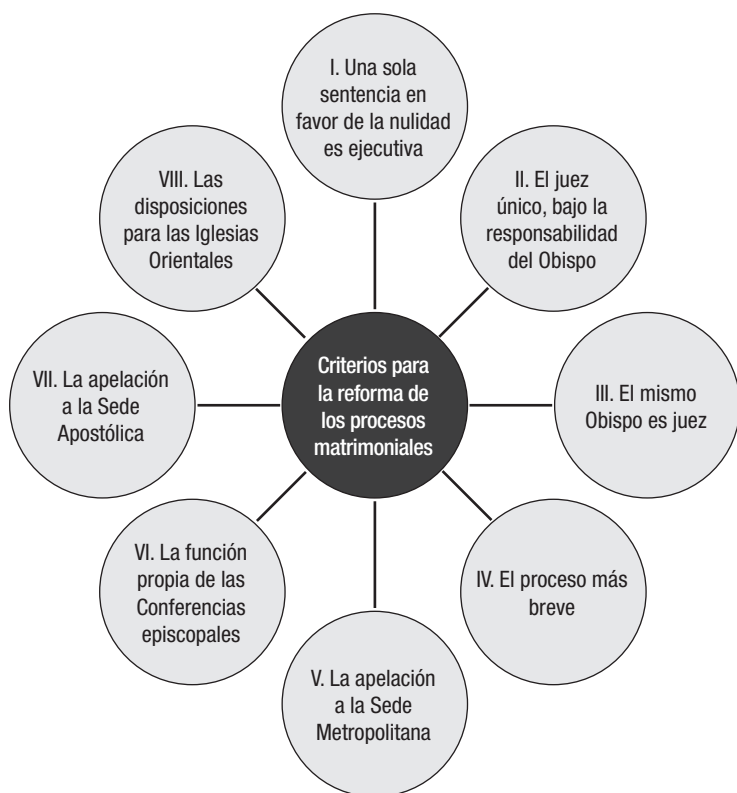 I. Una sola
sentencia en
favor de la nulidad
es ejecutiva
II. El juez
único, bajo la
responsabilidad
del Obispo
III. El mismo
Obispo es juez
IV. El proceso más
breve
V. La apelación
a la Sede
Metropolitana
VI. La función
propia de las
Conferencias
episcopales
VII. La apelación
a la Sede
Apostólica
VIII. Las
disposiciones
para las Iglesias
Orientales
Criterios para
la reforma de
los procesos
matrimoniales